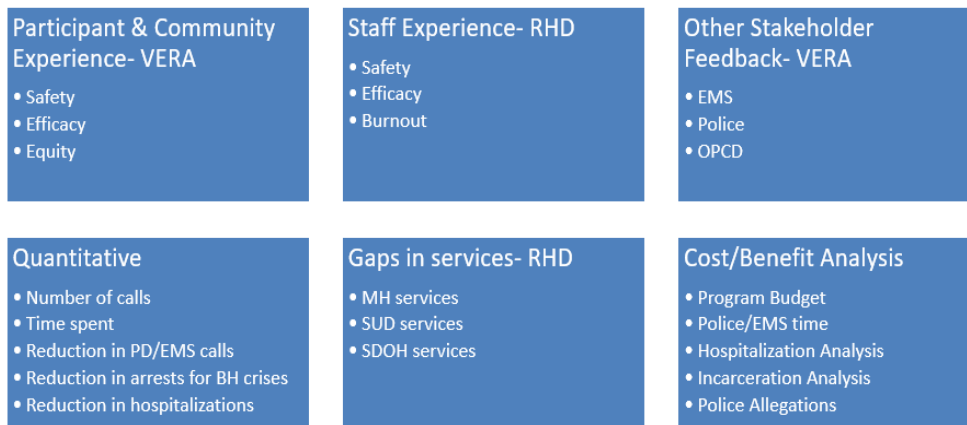 Participant & Community
Experience- VERA
• Safety
• Efficacy
• Equity
Staff Experience- RHD
• Safety
• Efficacy
• Burnout
Other Stakeholder
Feedback- VERA
• EMS
• Police
• OPCD
Quantitative
• Number of calls
• Time spent
• Reduction in PD/EMS calls
• Reduction in arrests for BH crises
• Reduction in hospitalizations
Gaps in services- RHD
• MH services
• SUD services
• SDOH services
Cost/Benefit Analysis
• Program Budget
• Police/EMS time
• Hospitalization Analysis
• Incarceration Analysis
• Police Allegations